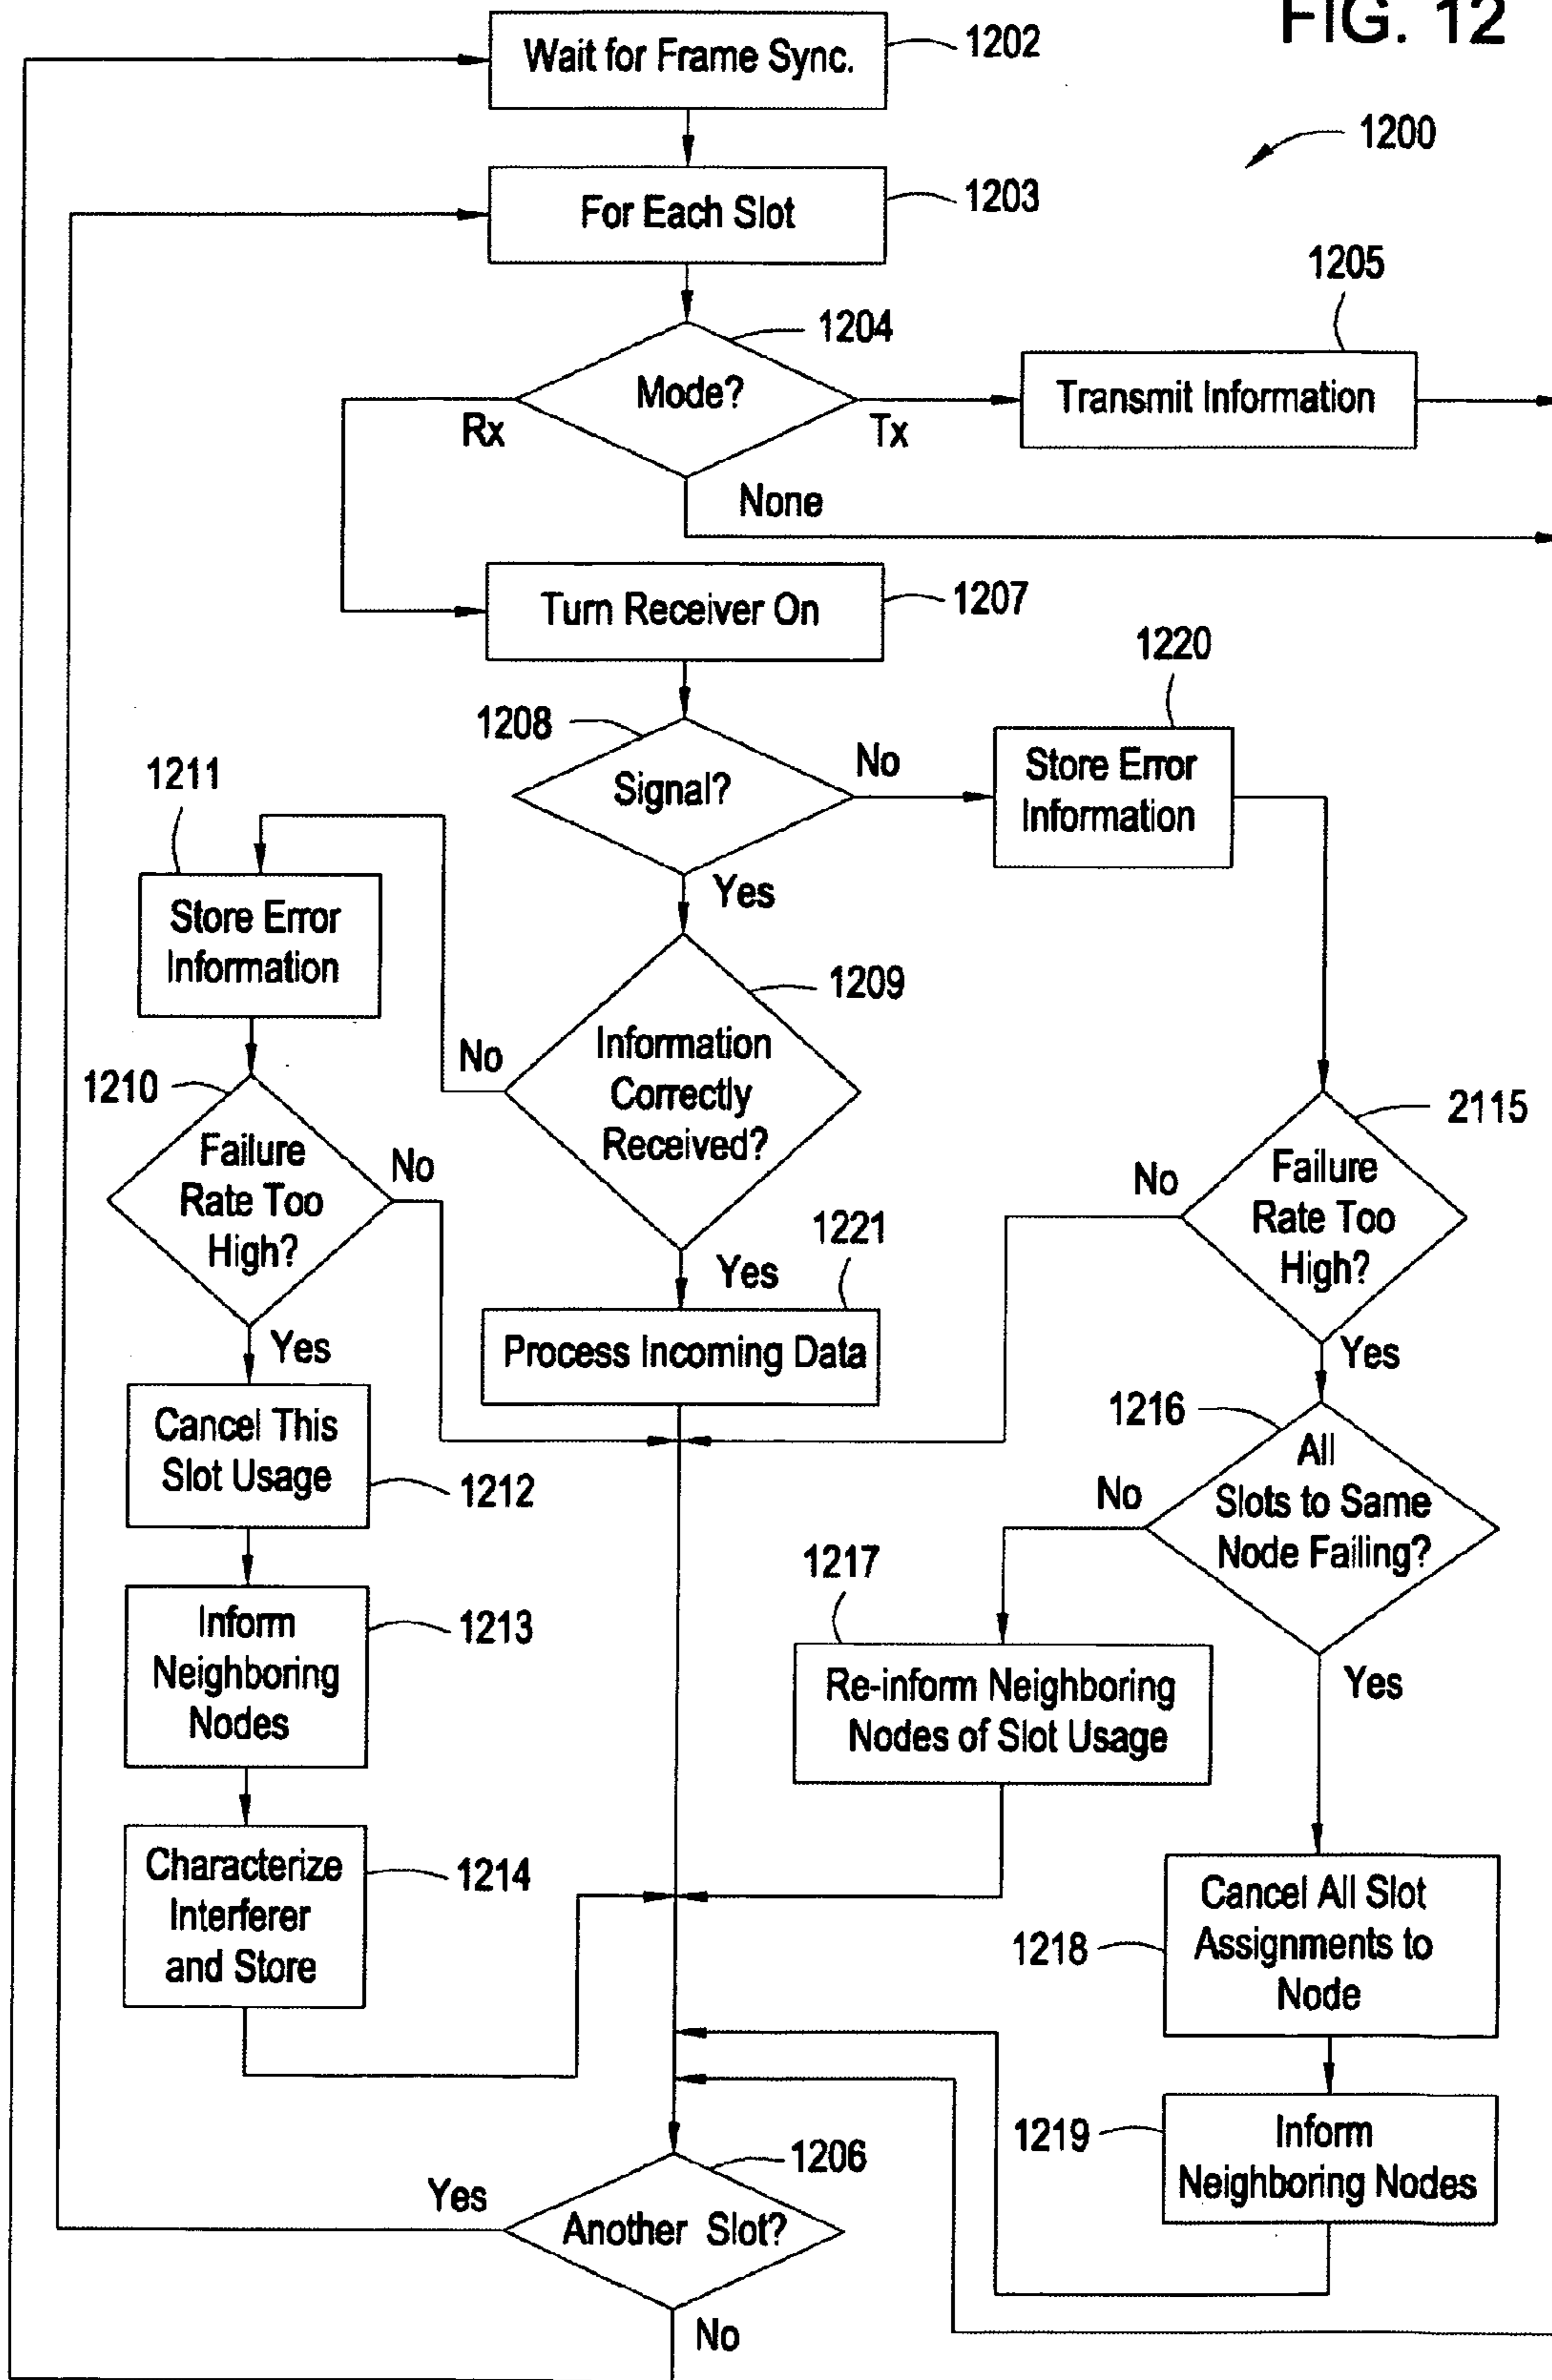 FIG. 12
Wait for Frame Sync.
1202
1200
For Each Slot
1203
1205
1204
Mode?
Rx
Tx
Transmit Information
None
Turn Receiver On
1207
1220
1208
Signal?
No
Store Error
Information
1211
Yes
Store Error
Information
1209
Information
Correctly
Received?
No
1210
Failure
Rate Too
High?
No
2115
Failure
Rate Too
High?
No
1221
Yes
Process Incoming Data
Yes
Yes
Cancel This
Slot Usage
1212
1216
All
Slots to Same
Node Failing?
No
1217
Inform
Neighboring
Nodes
1213
Re-inform Neighboring
Nodes of Slot Usage
Yes
Characterize
Interferer
and Store
1214
Cancel All Slot
Assignments to
Node
1218
1206
Another Slot?
Yes
Inform
Neighboring Nodes
1219
No